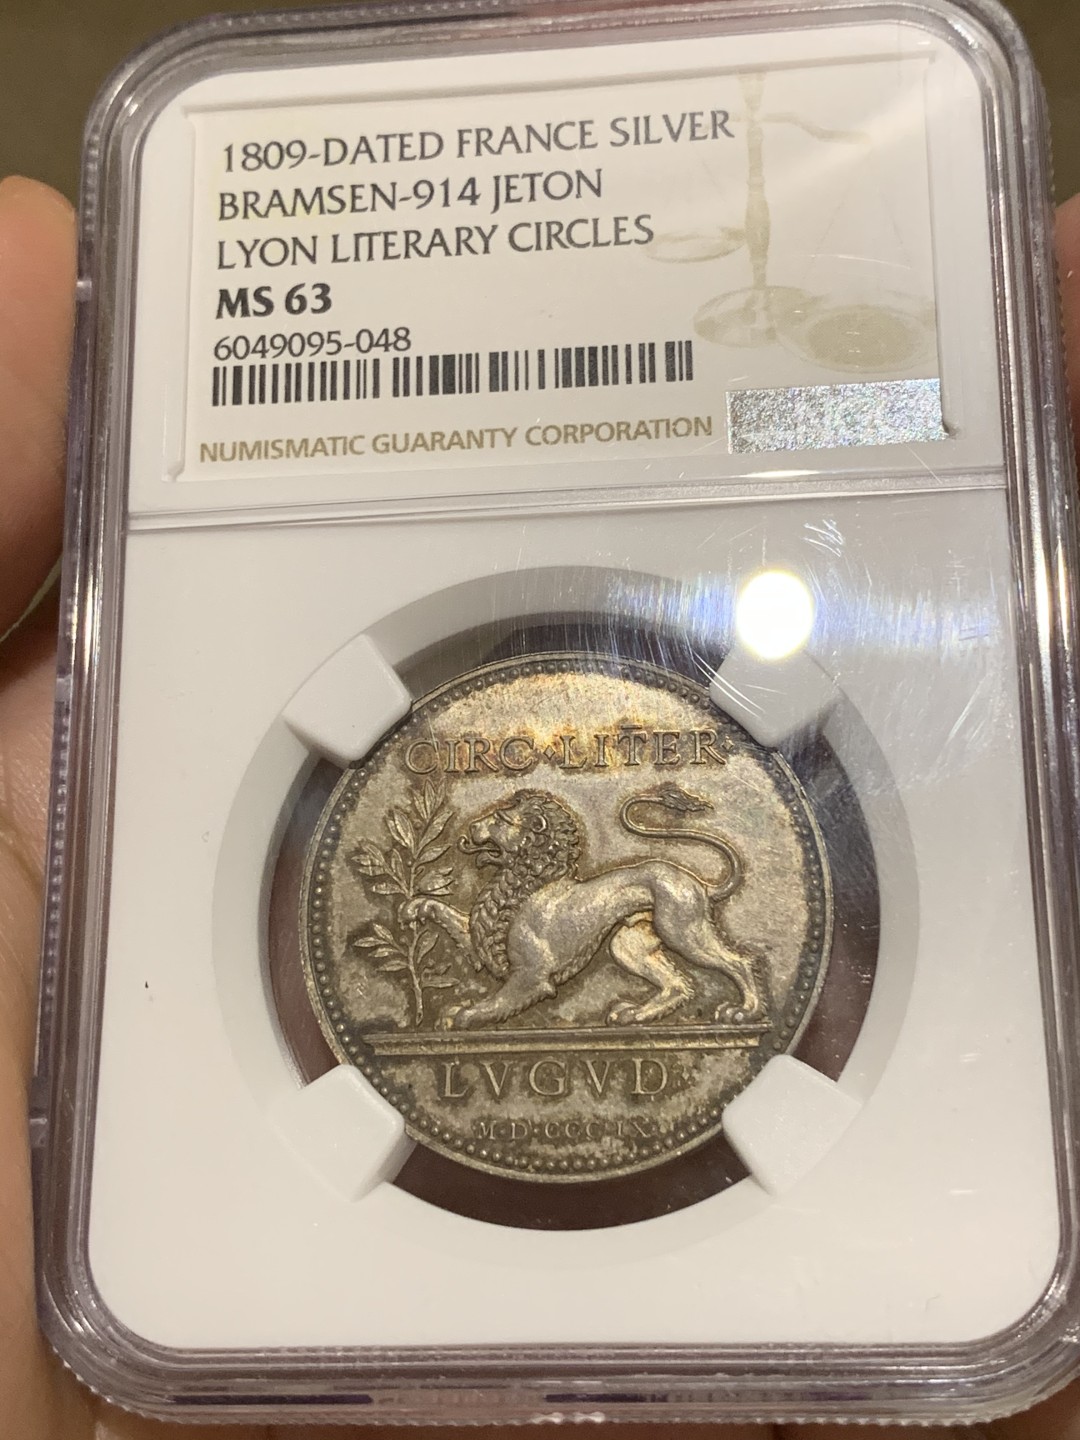 1809-DATED FRANCE SILVER
BRAMSEN-914 JETON
LYON LITERARY CIRCLES
MS 63
6049095-048
NUMISMATIC GUARANTY CORPORATION
CIRC·LITER·
LVGVD·
M·D·CCC·IX·